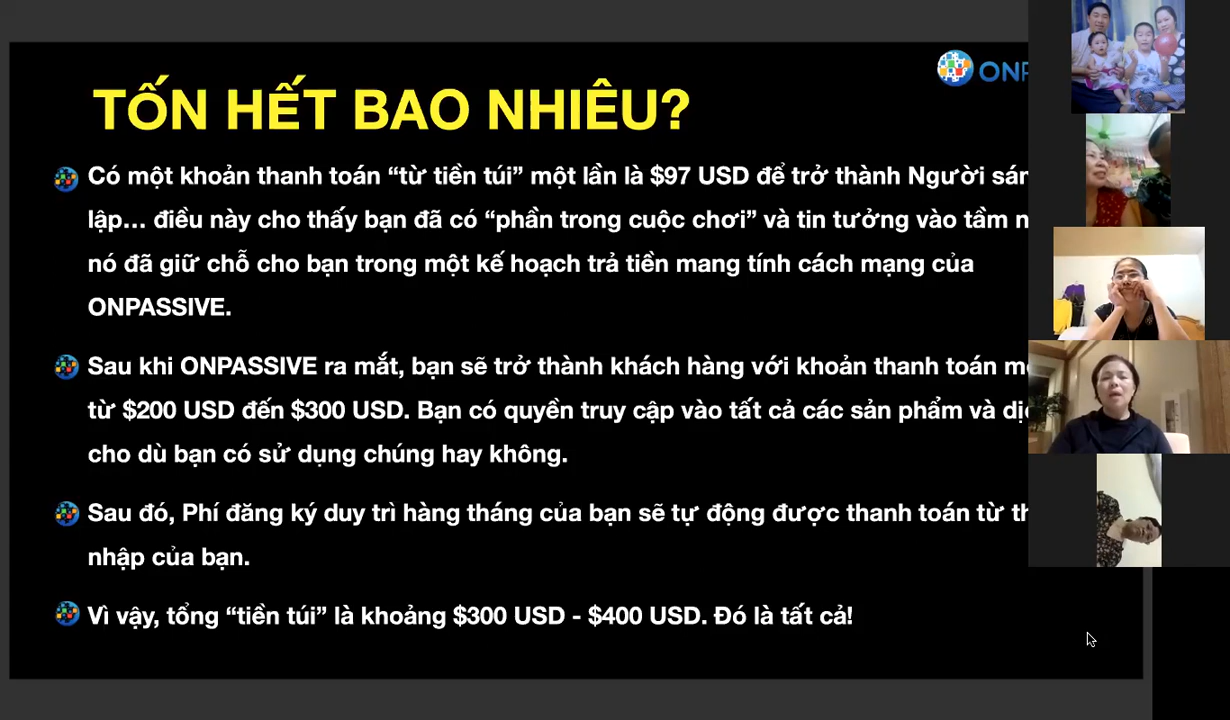 ONP
TỐN HẾT BAO NHIÊU?
Có một khoản thanh toán “từ tiền túi” một lần là $97 USD để trở thành Người sán
lập... điều này cho thấy bạn đã có “phần trong cuộc chơi” và tin tưởng vào tầm n
nó đã giữ chỗ cho bạn trong một kế hoạch trả tiền mang tính cách mạng của
ONPASSIVE.
Sau khi ONPASSIVE ra mắt, bạn sẽ trở thành khách hàng với khoản thanh toán m
từ $200 USD đến $300 USD. Bạn có quyền truy cập vào tất cả các sản phẩm và dị
cho dù bạn có sử dụng chúng hay không.
Sau đó, Phí đăng ký duy trì hàng tháng của bạn sẽ tự động được thanh toán từ th
nhập của bạn.
Vì vậy, tổng “tiền túi” là khoảng $300 USD - $400 USD. Đó là tất cả!